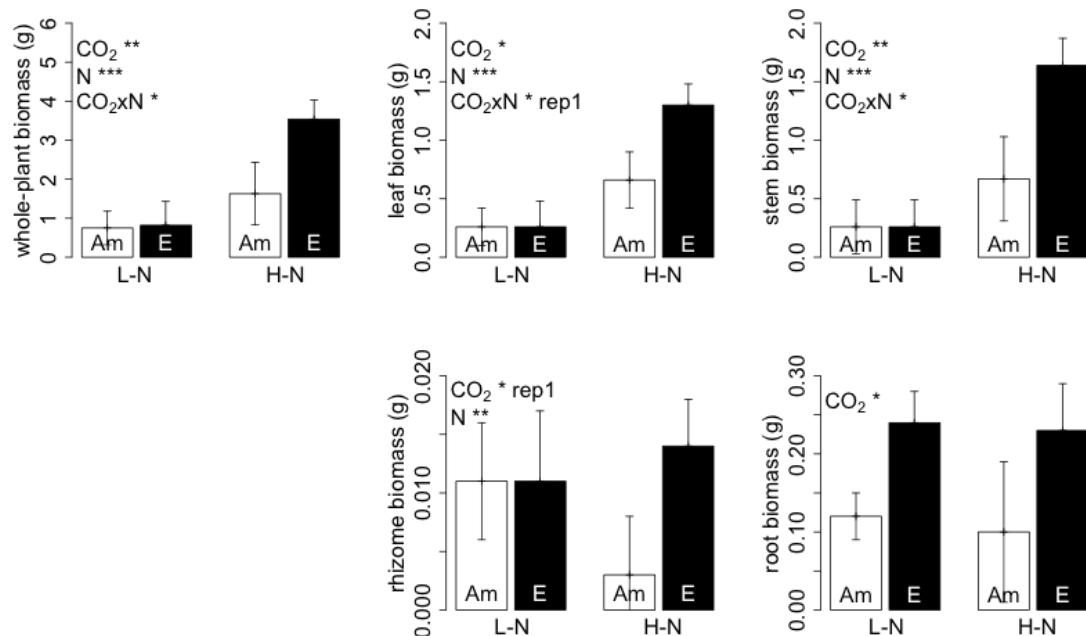 whole-plant biomass (g)
6
5
4
3
2
1
0
CO₂ **
N ***
CO₂xN *
Am
E
Am
E
L-N
H-N
leaf biomass (g)
2.0
1.5
1.0
0.5
0.0
CO₂ *
N ***
CO₂xN * rep1
Am
E
Am
E
L-N
H-N
stem biomass (g)
2.0
1.5
1.0
0.5
0.0
CO₂ **
N ***
CO₂xN *
Am
E
Am
E
L-N
H-N
rhizome biomass (g)
0.020
0.010
0.000
CO₂ * rep1
N **
Am
E
Am
E
L-N
H-N
root biomass (g)
0.30
0.20
0.10
0.00
CO₂ *
Am
E
Am
E
L-N
H-N